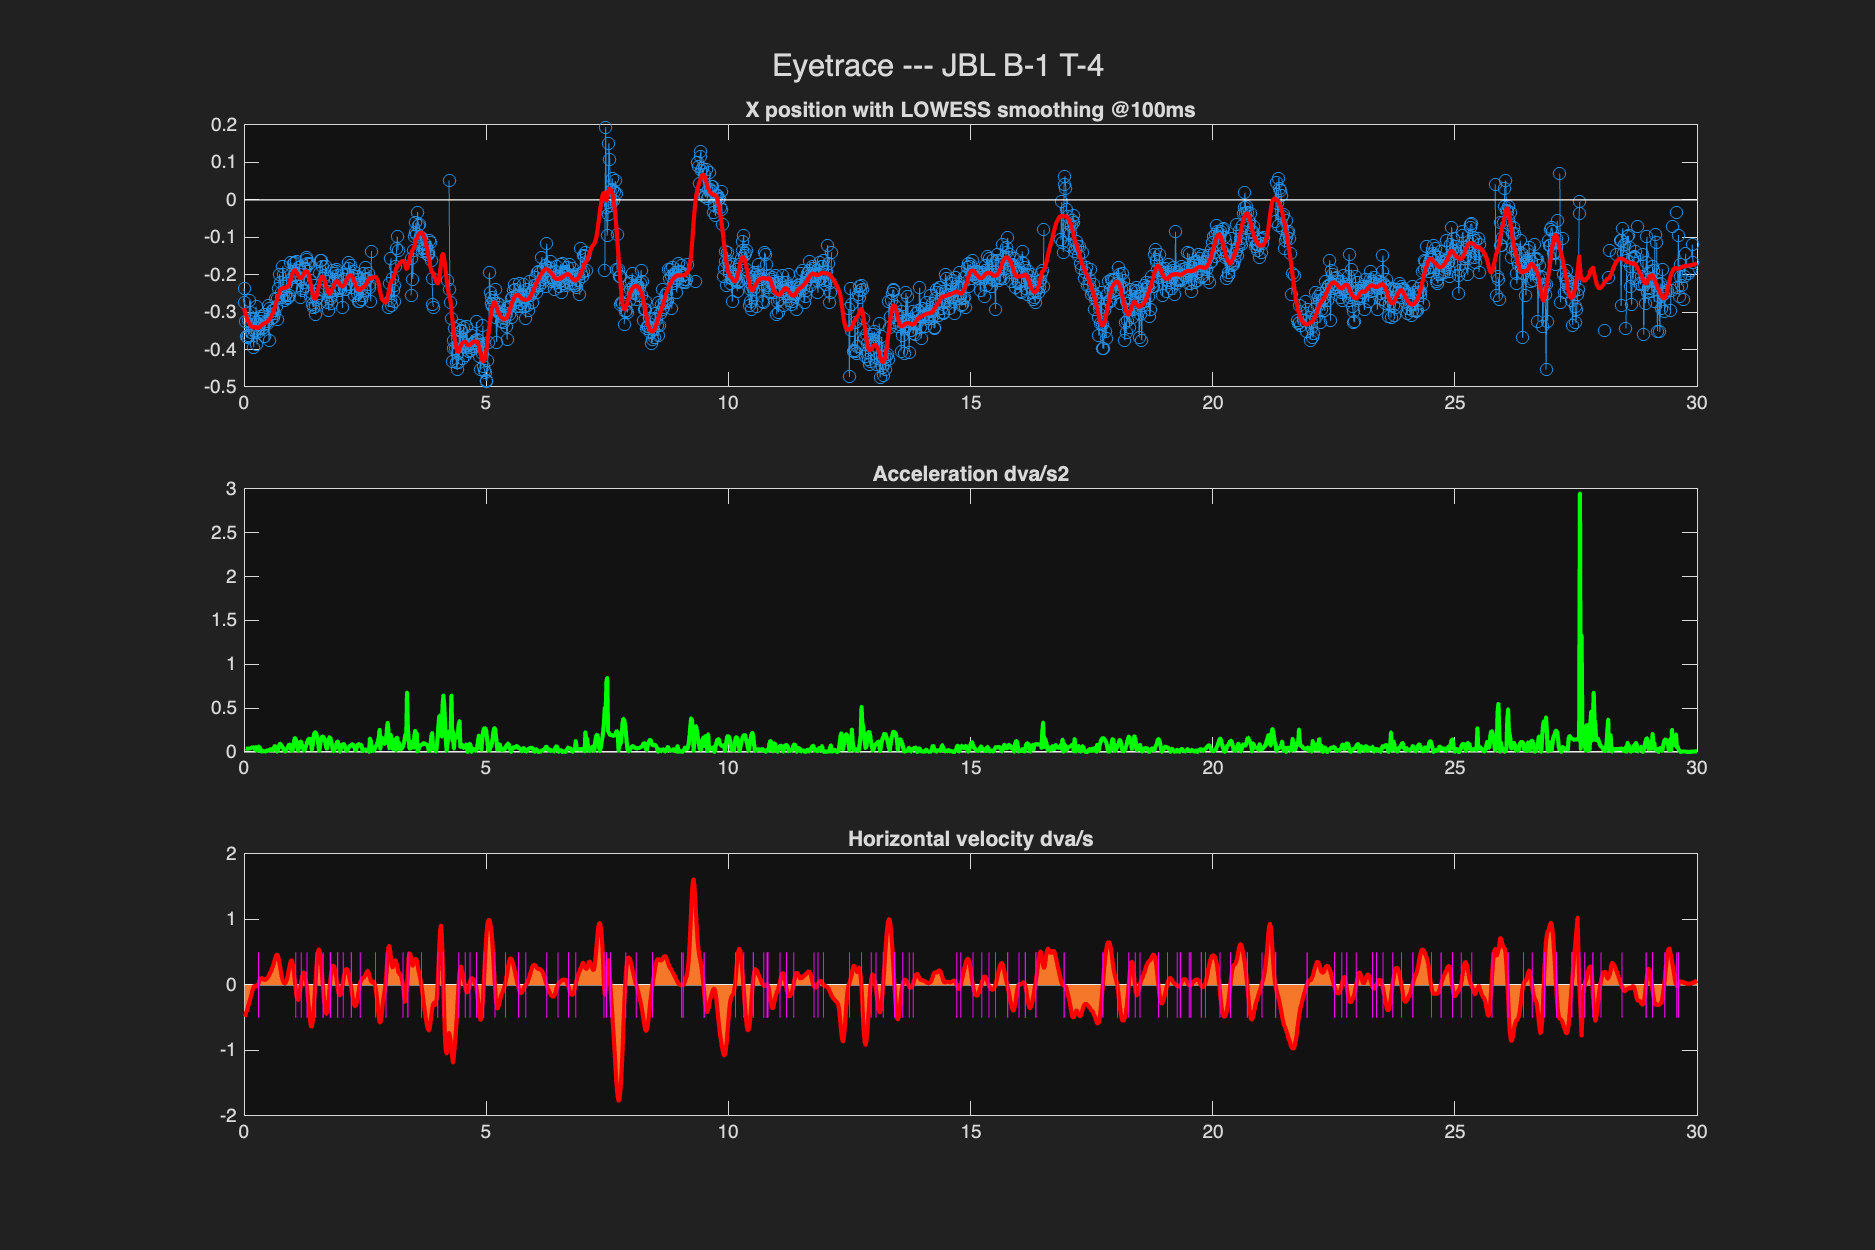 Eyetrace --- JBL B-1 T-4
X position with LOWESS smoothing @100ms
0.2
0.1
0
-0.1
-0.2
-0.3
-0.4
-0.5
0 5 10 15 20 25 30
Acceleration dva/s2
3
2.5
2
1.5
1
0.5
0
0 5 10 15 20 25 30
Horizontal velocity dva/s
2
1
0
-1
-2
0 5 10 15 20 25 30